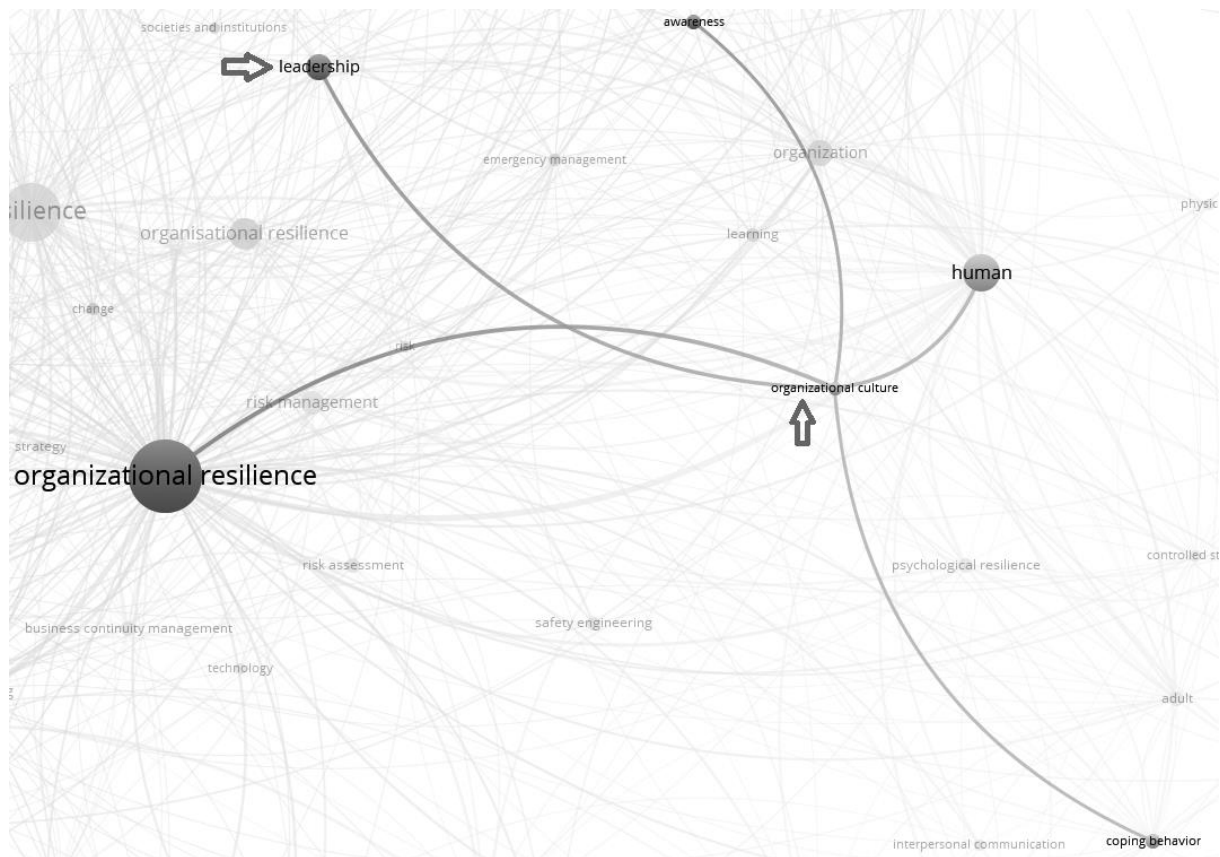 awareness
societies and institutions
leadership
organization
emergency management
silience
physic
organisational resilience
learning
human
change
risk
organizational culture
risk management
strategy
organizational resilience
controlled st
risk assessment
psychological resilience
safety engineering
business continuity management
technology
g
adult
coping behavior
interpersonal communication